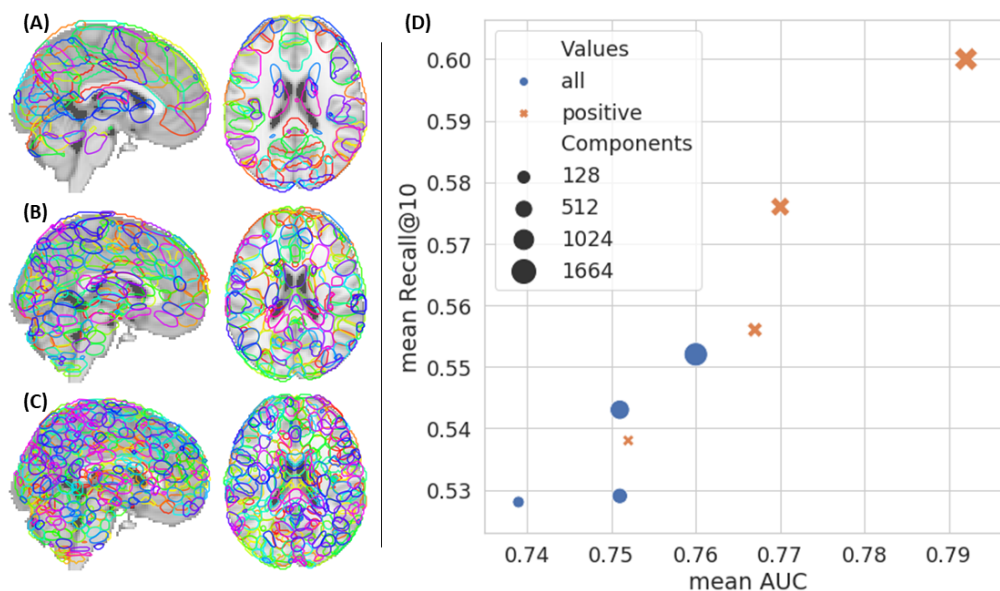 (A)
(B)
(C)
(D)
Values
all
positive
Components
128
512
1024
1664
mean Recall@10
0.60
0.59
0.58
0.57
0.56
0.55
0.54
0.53
0.74
0.75
0.76
0.77
0.78
0.79
mean AUC